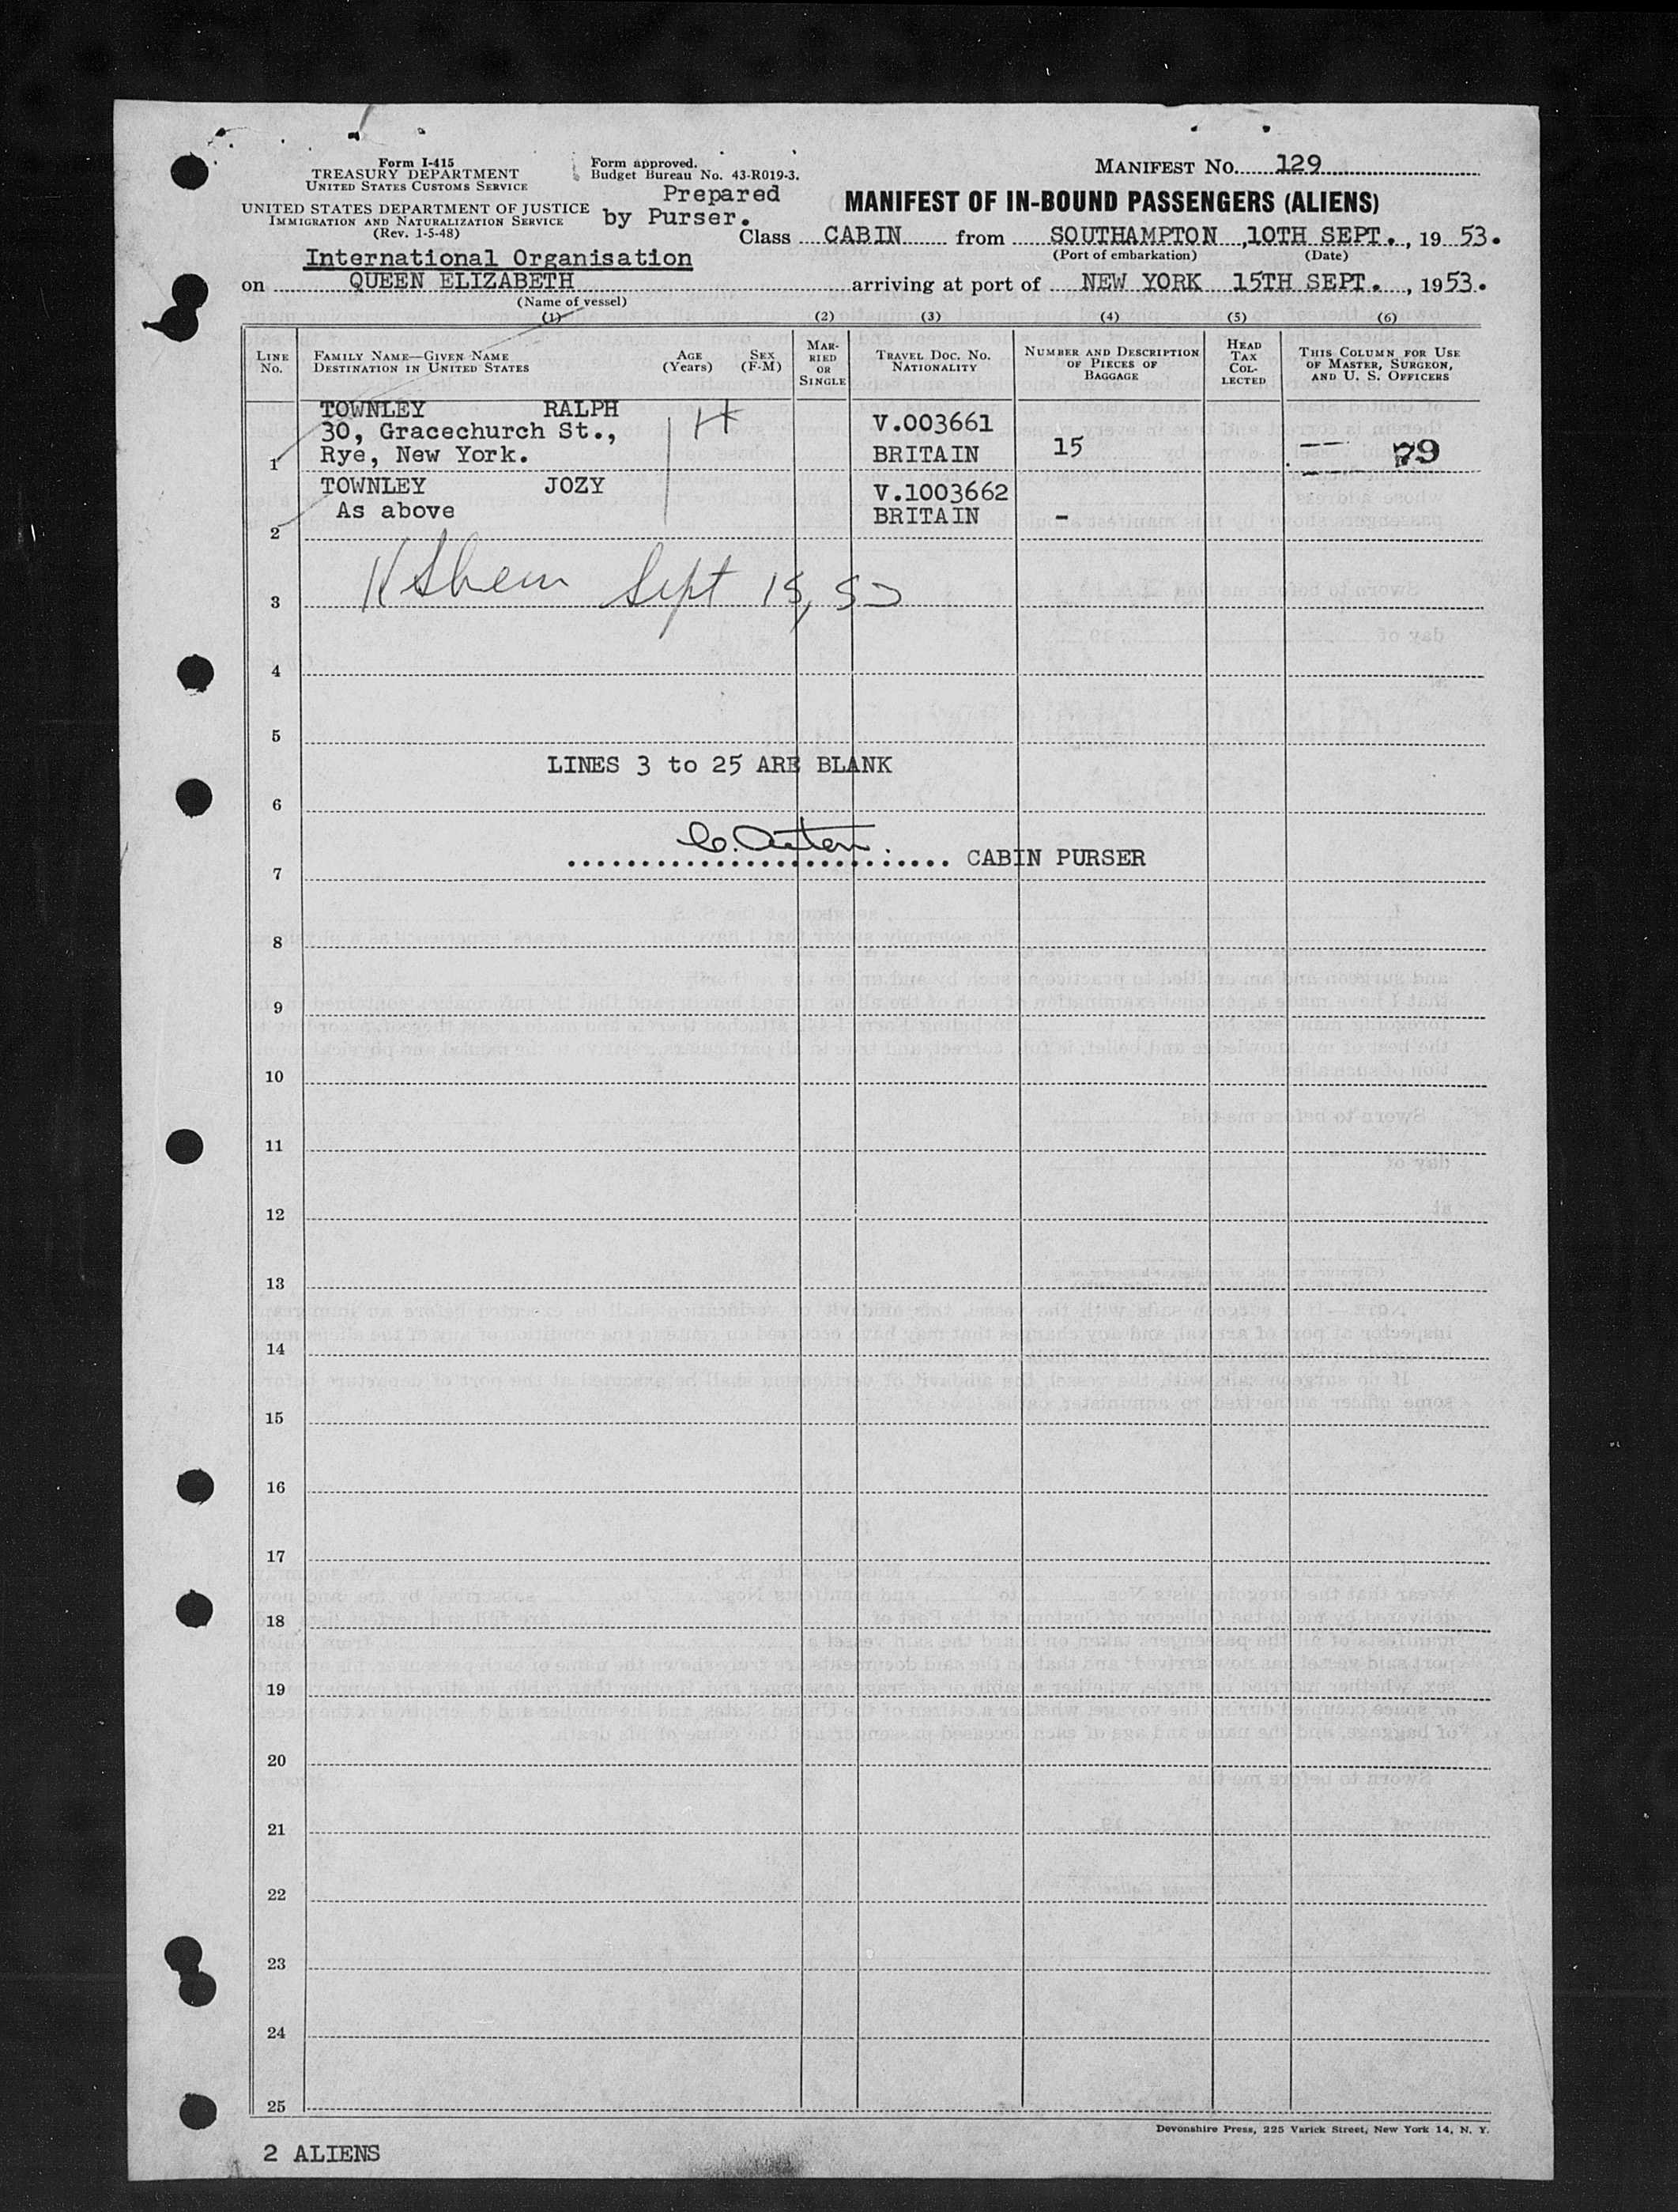 Form I-415
TREASURY DEPARTMENT
UNITED STATES CUSTOMS SERVICE
UNITED STATES DEPARTMENT OF JUSTICE
IMMIGRATION AND NATURALIZATION SERVICE
(Rev. 1-5-48)
Form approved.
Budget Bureau No. 43-R019-3.
Prepared
by Purser.
MANIFEST No. 129
MANIFEST OF IN-BOUND PASSENGERS (ALIENS)
Class CABIN from SOUTHAMPTON, 10TH SEPT., 19 53.
(Port of embarkation) (Date)
International Organisation
on QUEEN ELIZABETH arriving at port of NEW YORK 15TH SEPT., 1953.
(Name of vessel)
(1) (2) (3) (4) (5) (6)
LINE No. FAMILY NAME—GIVEN NAME DESTINATION IN UNITED STATES AGE (Years) SEX (F-M) MARRIED OR SINGLE TRAVEL DOC. No. NATIONALITY NUMBER AND DESCRIPTION OF PIECES OF BAGGAGE HEAD TAX COLLECTED THIS COLUMN FOR USE OF MASTER, SURGEON, AND U. S. OFFICERS
TOWNLEY RALPH V.003661
30, Gracechurch St.,
1 Rye, New York. BRITAIN 15 79
TOWNLEY JOZY V.1003662
As above BRITAIN -
2
3 Sept 15, 53
4
5
LINES 3 to 25 ARE BLANK
6
CABIN PURSER
7
8
9
10
11
12
13
14
15
16
17
18
19
20
21
22
23
24
25
Devonshire Press, 225 Varick Street, New York 14, N. Y.
2 ALIENS